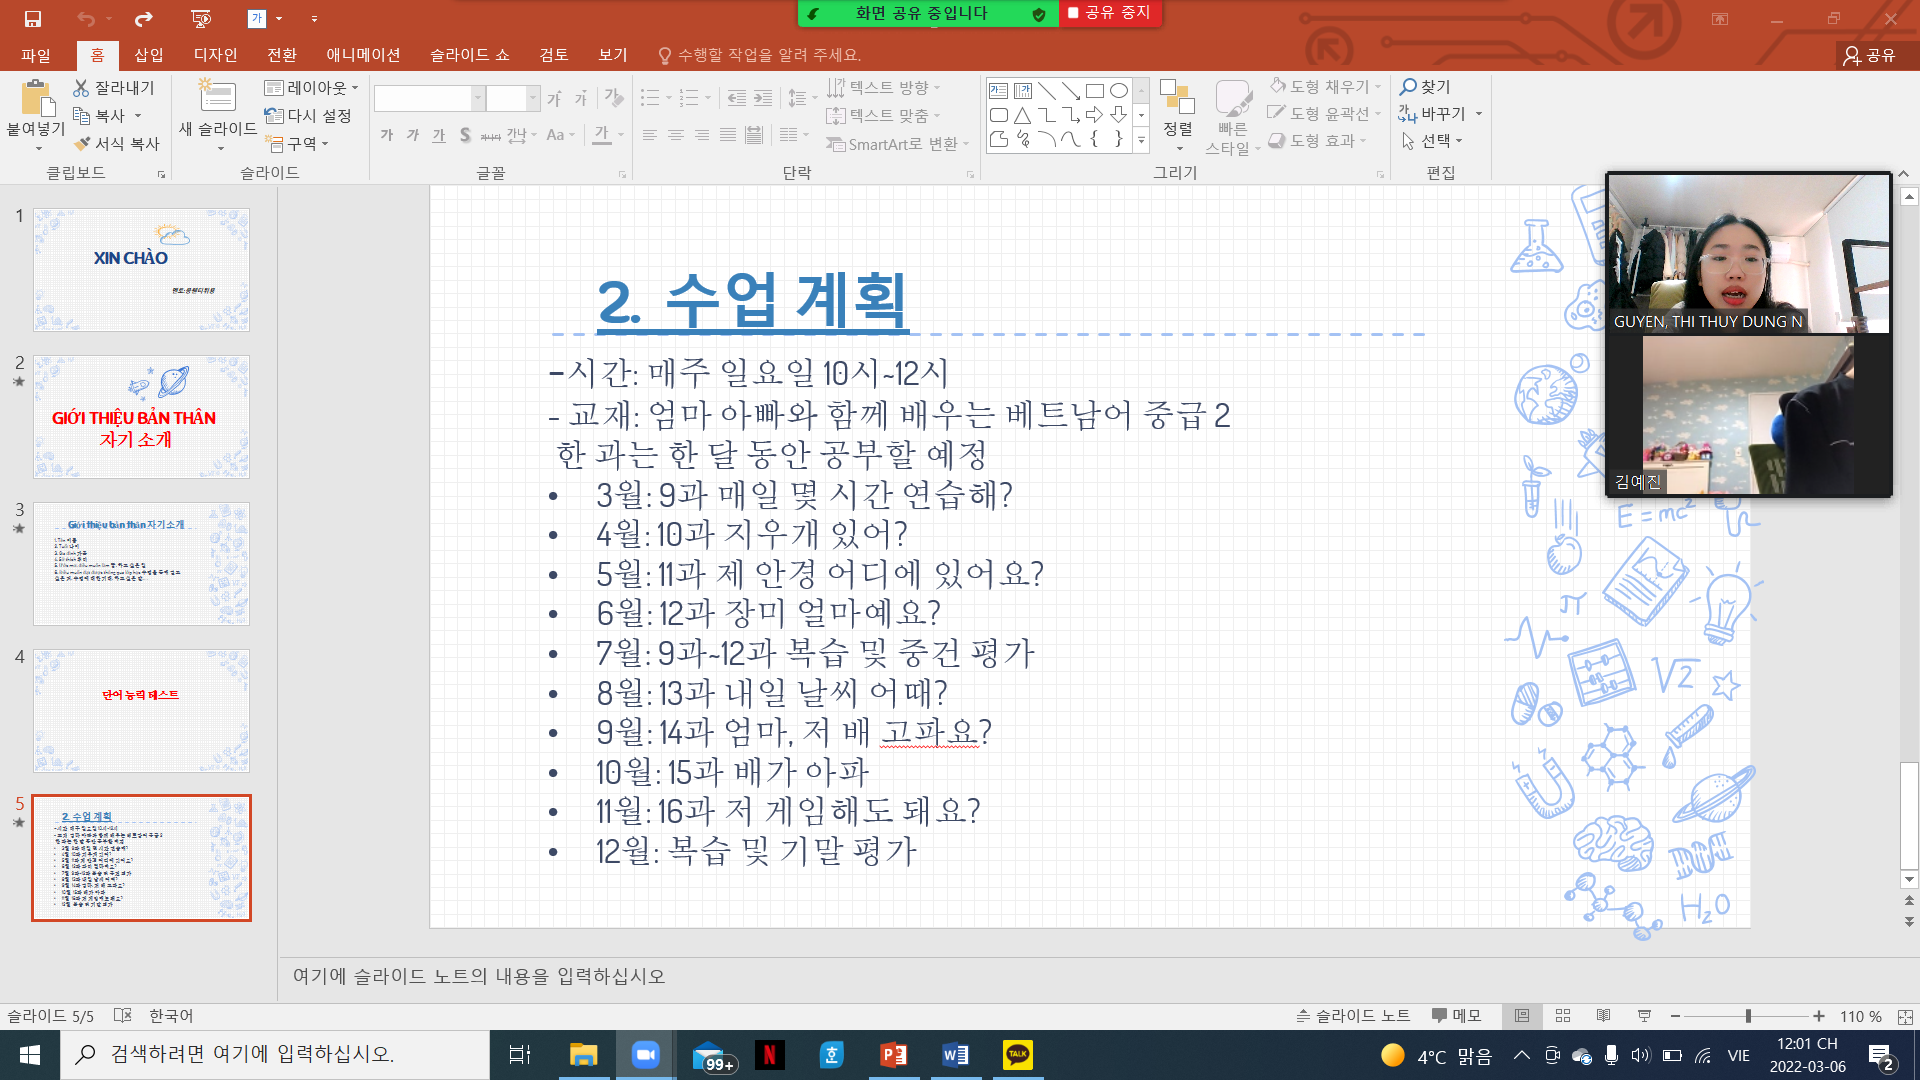 화면 공유 중입니다
공유 중지
파일
홈
삽입
디자인
전환
애니메이션
슬라이드 쇼
검토
보기
수행할 작업을 알려 주세요.
공유
붙여넣기
잘라내기
복사
서식 복사
클립보드
새 슬라이드
레이아웃
다시 설정
구역
슬라이드
글꼴
텍스트 방향
텍스트 맞춤
SmartArt로 변환
단락
정렬
빠른 스타일
도형 채우기
도형 윤곽선
도형 효과
그리기
찾기
바꾸기
선택
편집
1
XIN CHÀO
2
GIỚI THIỆU BẢN THÂN
자기 소개
3
Giới thiệu bản thân 자기소개
4
단어 능력 테스트
5
2. 수업 계획
2. 수업 계획
-시간: 매주 일요일 10시~12시
- 교재: 엄마 아빠와 함께 배우는 베트남어 중급 2
한 과는 한 달 동안 공부할 예정
• 3월: 9과 매일 몇 시간 연습해?
• 4월: 10과 지우개 있어?
• 5월: 11과 제 안경 어디에 있어요?
• 6월: 12과 장미 얼마예요?
• 7월: 9과~12과 복습 및 중건 평가
• 8월: 13과 내일 날씨 어때?
• 9월: 14과 엄마, 저 배 고파요?
• 10월: 15과 배가 아파
• 11월: 16과 저 게임해도 돼요?
• 12월: 복습 및 기말 평가
E=mc²
π
√2
H₂O
GUYEN, THI THUY DUNG N
김예진
여기에 슬라이드 노트의 내용을 입력하십시오
슬라이드 5/5
한국어
슬라이드 노트
메모
110 %
검색하려면 여기에 입력하십시오.
99+
TALK
4°C 맑음
VIE
12:01 CH
2022-03-06
2